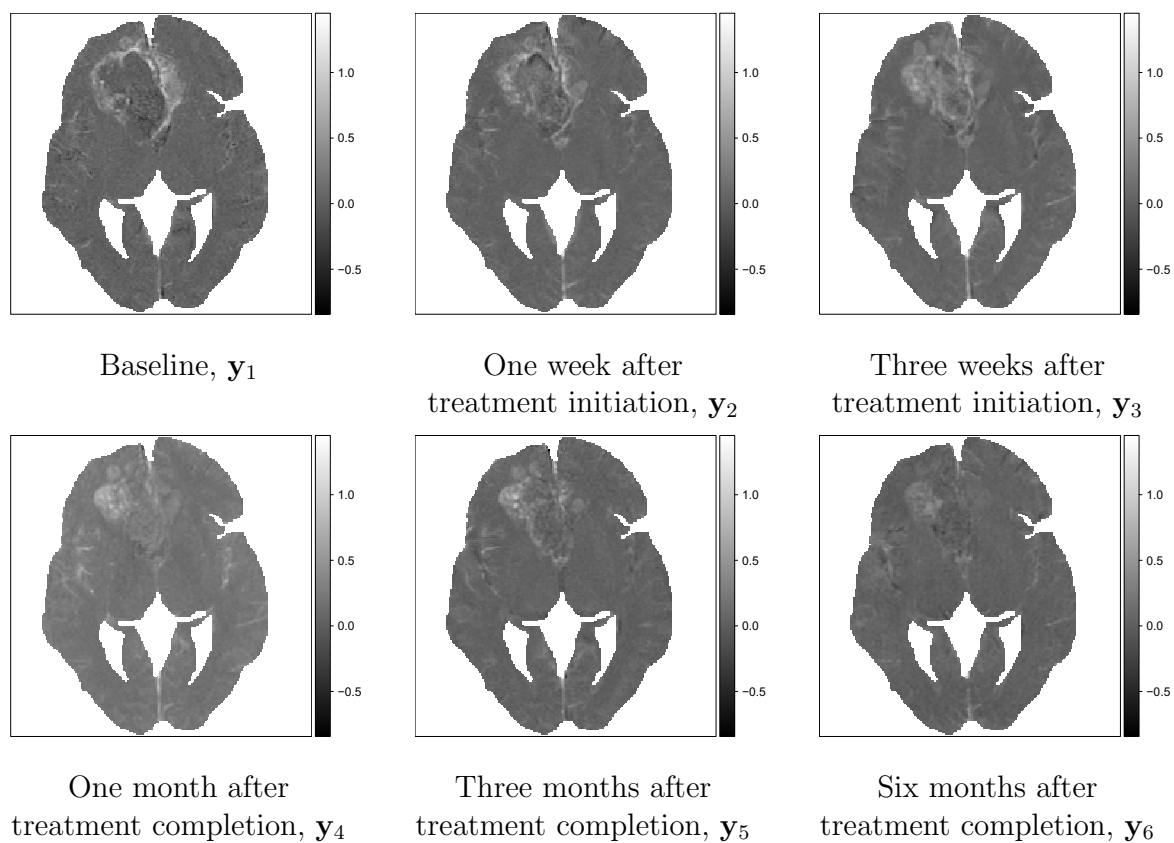 1.0
0.5
0.0
−0.5
1.0
0.5
0.0
−0.5
1.0
0.5
0.0
−0.5
Baseline, y₁
One week after
treatment initiation, y₂
Three weeks after
treatment initiation, y₃
1.0
0.5
0.0
−0.5
1.0
0.5
0.0
−0.5
1.0
0.5
0.0
−0.5
One month after
treatment completion, y₄
Three months after
treatment completion, y₅
Six months after
treatment completion, y₆